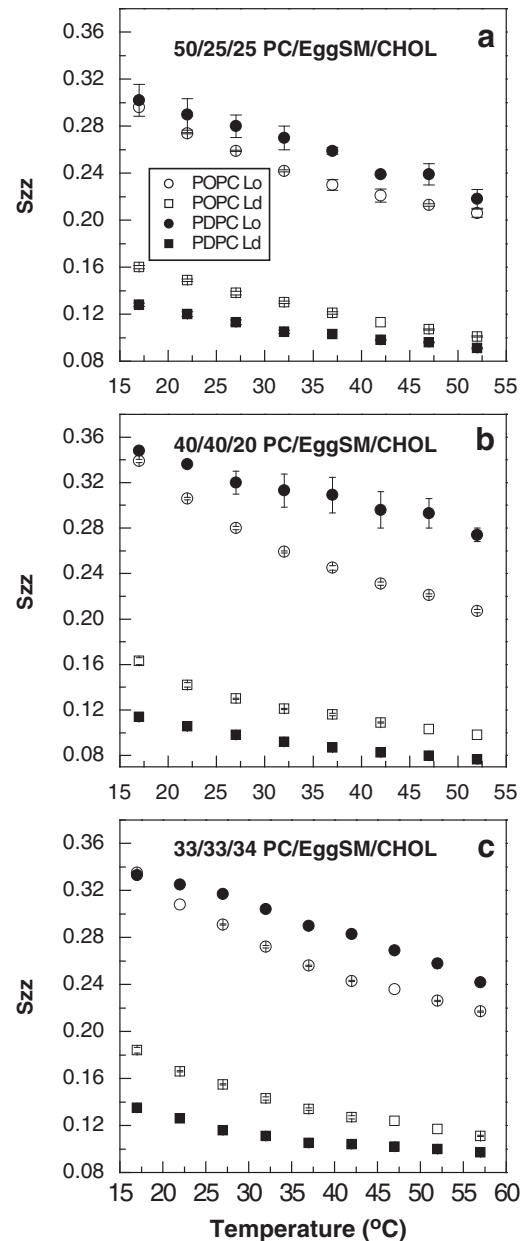 a
50/25/25 PC/EggSM/CHOL
0.36
0.32
0.28
0.24
0.20
0.16
0.12
0.08
Szz
POPC Lo
POPC Ld
PDPC Lo
PDPC Ld
15 20 25 30 35 40 45 50 55
b
40/40/20 PC/EggSM/CHOL
0.36
0.32
0.28
0.24
0.20
0.16
0.12
0.08
Szz
15 20 25 30 35 40 45 50 55
c
33/33/34 PC/EggSM/CHOL
0.36
0.32
0.28
0.24
0.20
0.16
0.12
0.08
Szz
15 20 25 30 35 40 45 50 55 60
Temperature (oC)